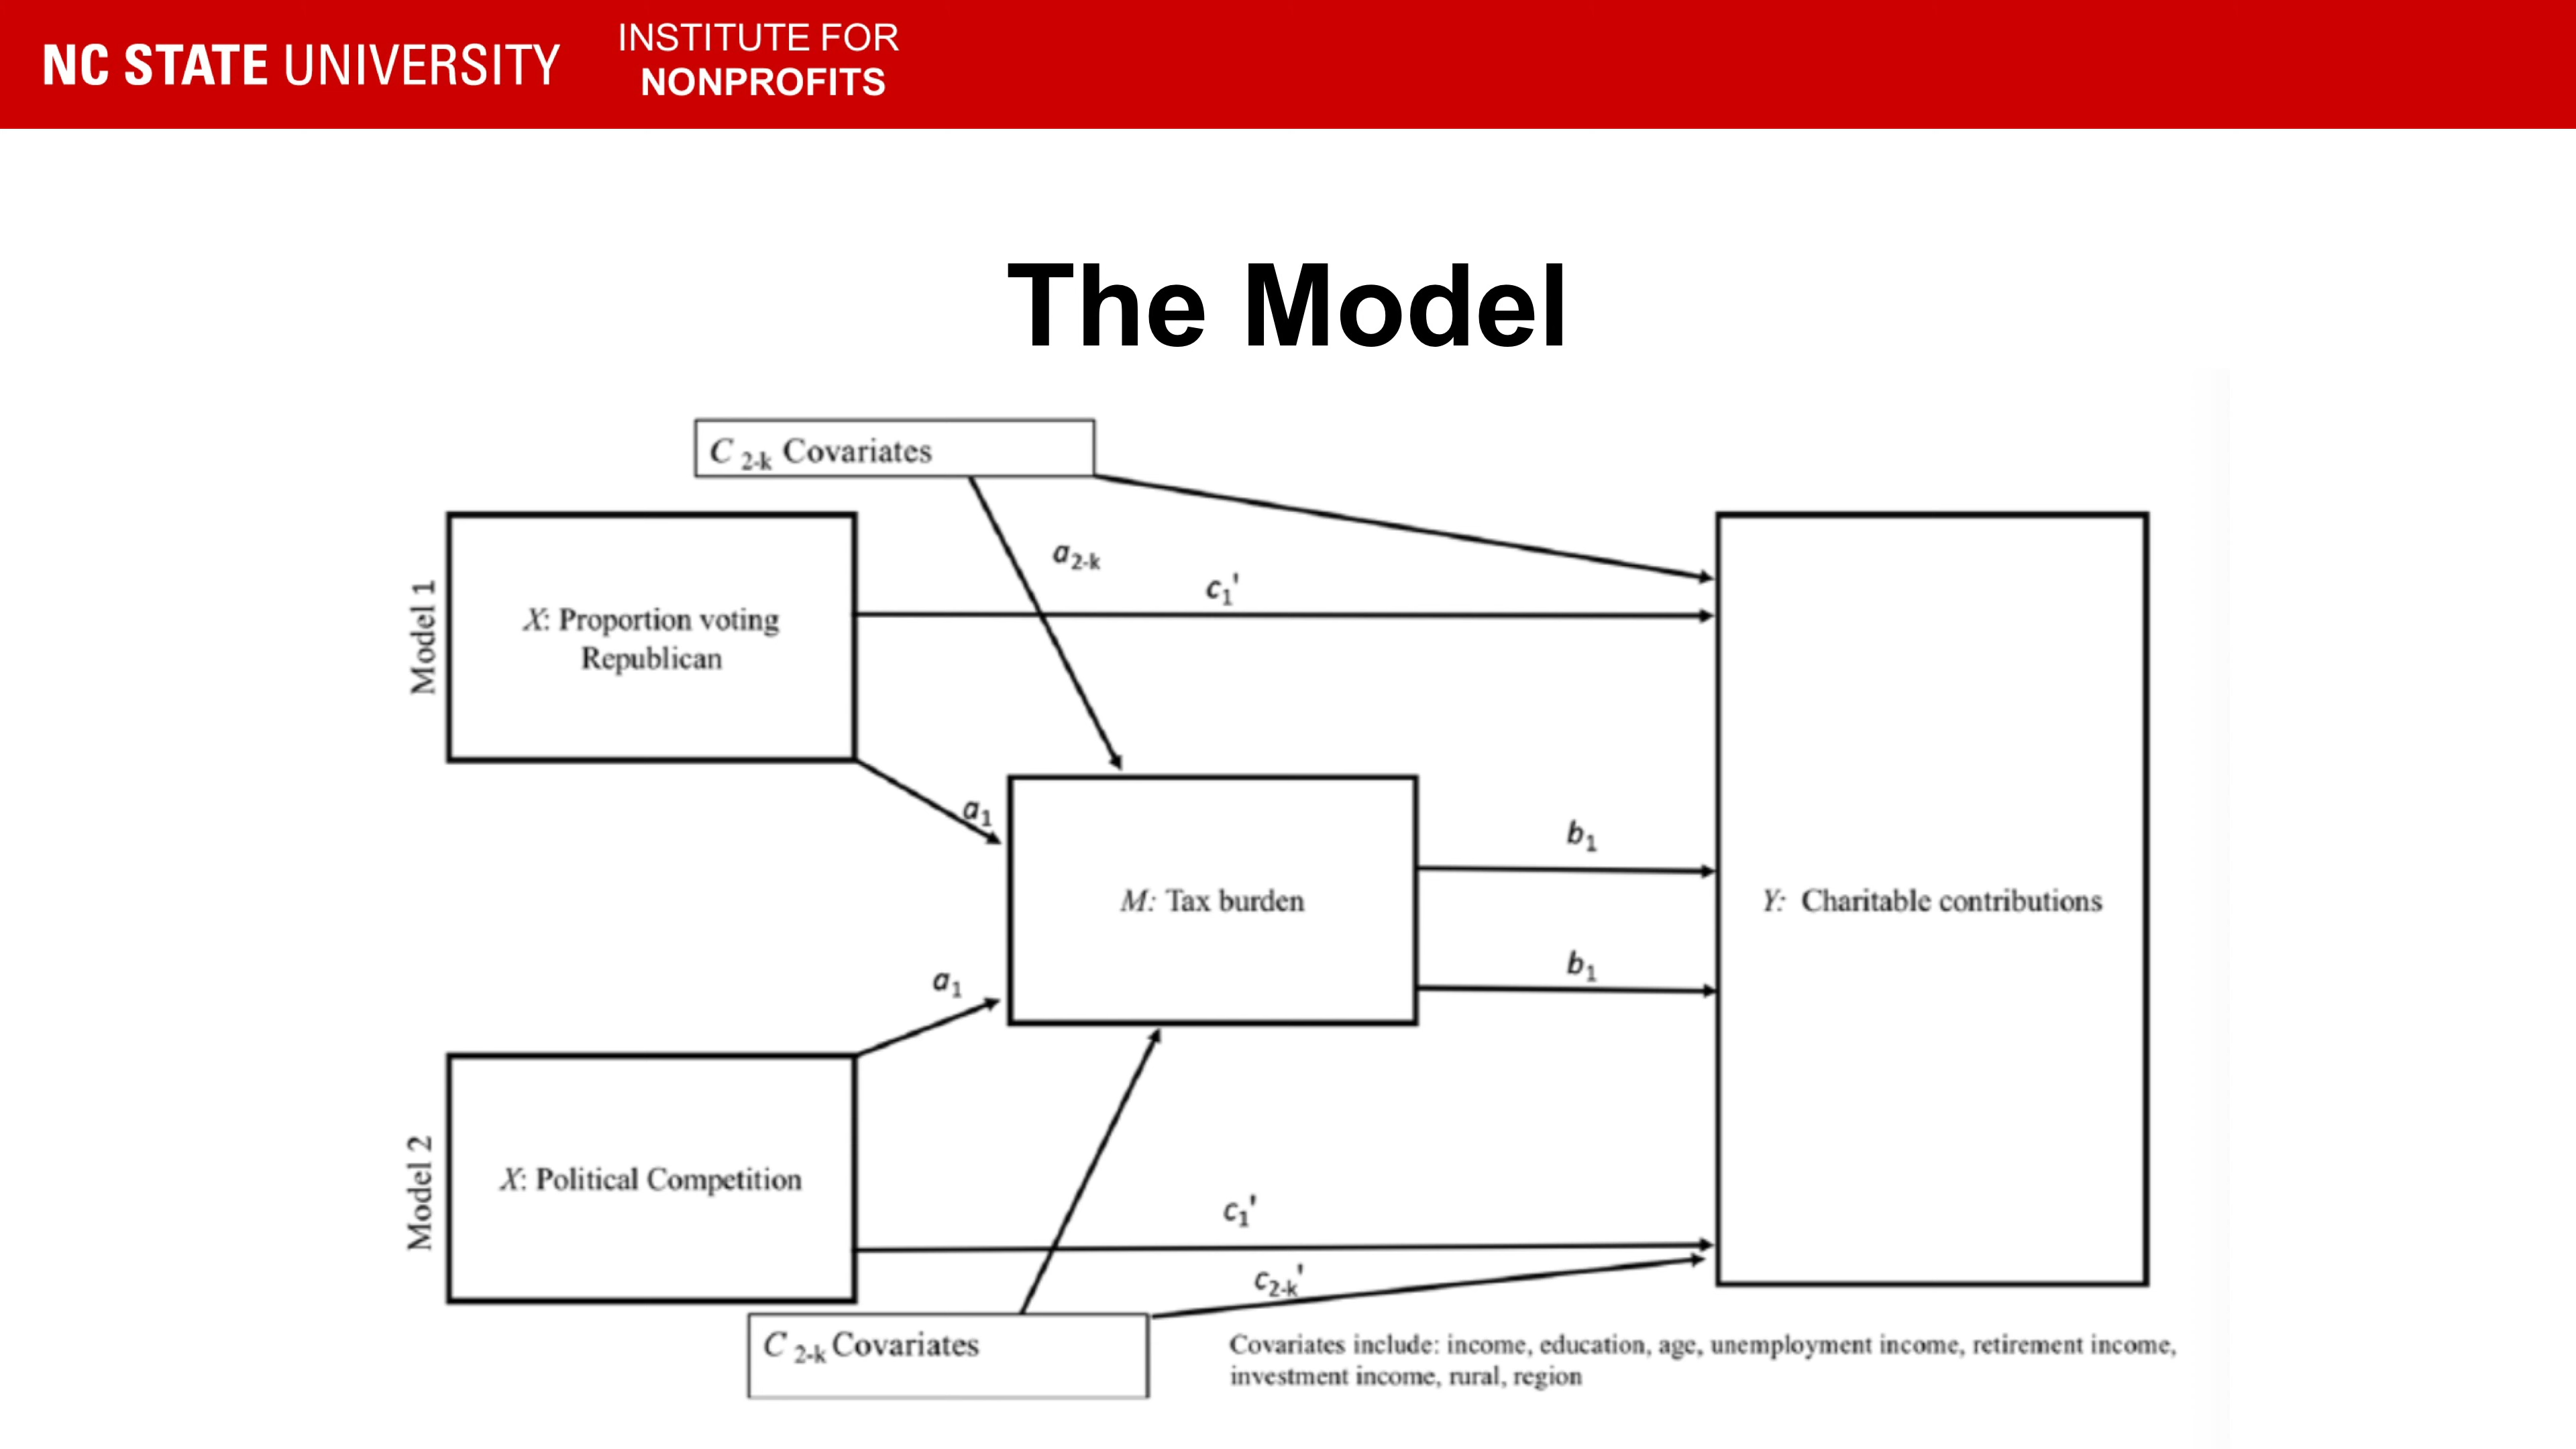 NC STATE UNIVERSITY
INSTITUTE FOR
NONPROFITS
The Model
C 2-k Covariates
a2-k
c1'
Model 1
X: Proportion voting
Republican
a1
M: Tax burden
b1
b1
Y: Charitable contributions
a1
Model 2
X: Political Competition
c1'
c2-k'
C 2-k Covariates
Covariates include: income, education, age, unemployment income, retirement income,
investment income, rural, region